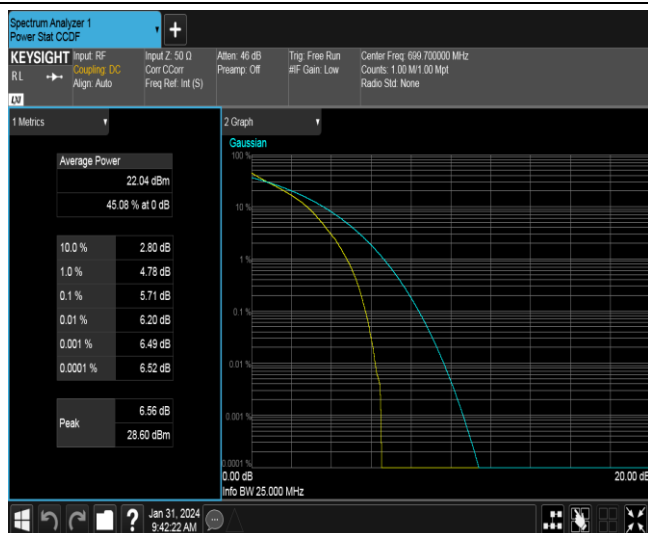 Spectrum Analyzer 1
Power Stat CCDF
+
KEYSIGHT Input: RF Input Z: 50 Ω Atten: 46 dB Trig: Free Run Center Freq: 699.700000 MHz
RL Coupling: DC Corr CCorr Preamp: Off #IF Gain: Low Counts: 1.00 M/1.00 Mpt
Align: Auto Freq Ref: Int (S) Radio Std: None
LXI
1 Metrics
2 Graph
Gaussian
Average Power
22.04 dBm
45.08 % at 0 dB
10.0 % 2.80 dB
1.0 % 4.78 dB
0.1 % 5.71 dB
0.01 % 6.20 dB
0.001 % 6.49 dB
0.0001 % 6.52 dB
Peak 6.56 dB
28.60 dBm
100 %
10 %
1 %
0.1 %
0.01 %
0.001 %
0.0001 %
0.00 dB 20.00 dB
Info BW 25.000 MHz
? Jan 31, 2024
9:42:22 AM